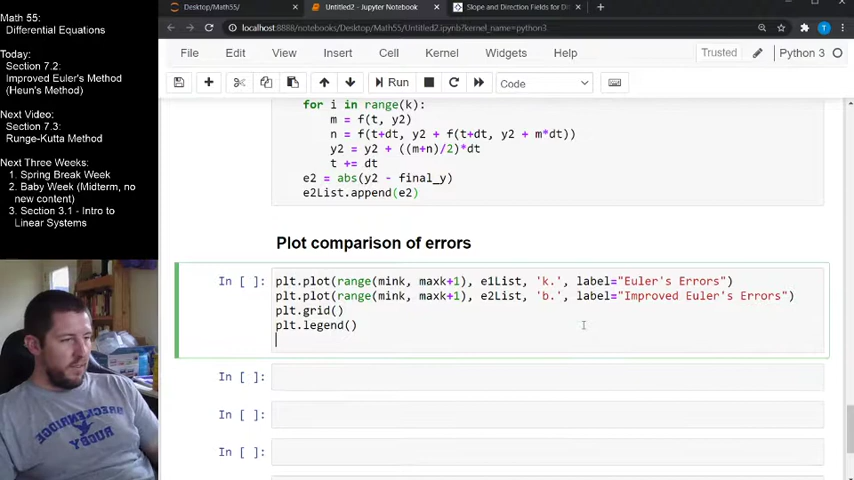 Math 55:
Differential Equations
Today:
Section 7.2:
Improved Euler's Method
(Heun's Method)
Next Video:
Section 7.3:
Runge-Kutta Method
Next Three Weeks:
1. Spring Break Week
2. Baby Week (Midterm, no
new content)
3. Section 3.1 - Intro to
Linear Systems
Desktop/Math55/
Untitled2 - Jupyter Notebook
Slope and Direction Fields for Di
localhost:8888/notebooks/Desktop/Math55/Untitled2.ipynb?kernel_name=python3
T
File Edit View Insert Cell Kernel Widgets Help
Trusted
Python 3
Run
Code
for i in range(k):
m = f(t, y2)
n = f(t+dt, y2 + f(t+dt, y2 + m*dt))
y2 = y2 + ((m+n)/2)*dt
t += dt
e2 = abs(y2 - final_y)
e2List.append(e2)
Plot comparison of errors
In [ ]:
plt.plot(range(mink, maxk+1), e1List, 'k.', label="Euler's Errors")
plt.plot(range(mink, maxk+1), e2List, 'b.', label="Improved Euler's Errors")
plt.grid()
plt.legend()
In [ ]:
In [ ]:
In [ ]:
BRECKENRIDGE
RUGBY